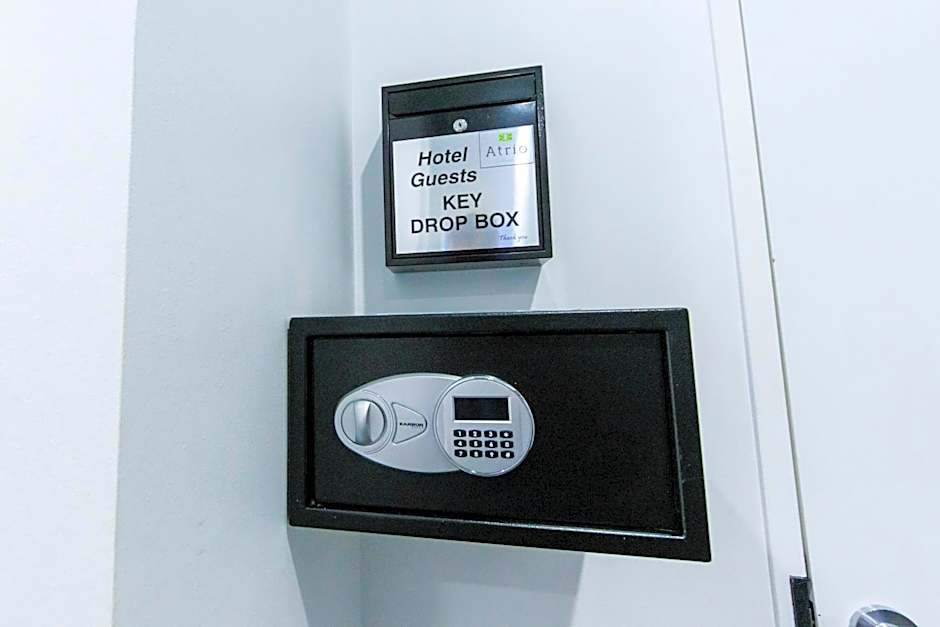 Atrio
Hotel
Guests
KEY
DROP BOX
Thank you